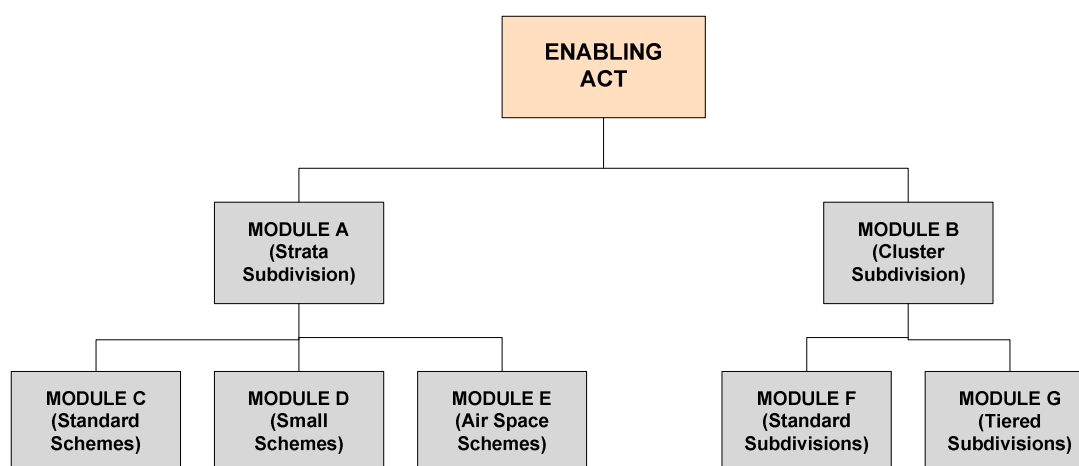 ENABLING
ACT
MODULE A
(Strata
Subdivision)
MODULE B
(Cluster
Subdivision)
MODULE C
(Standard
Schemes)
MODULE D
(Small
Schemes)
MODULE E
(Air Space
Schemes)
MODULE F
(Standard
Subdivisions)
MODULE G
(Tiered
Subdivisions)